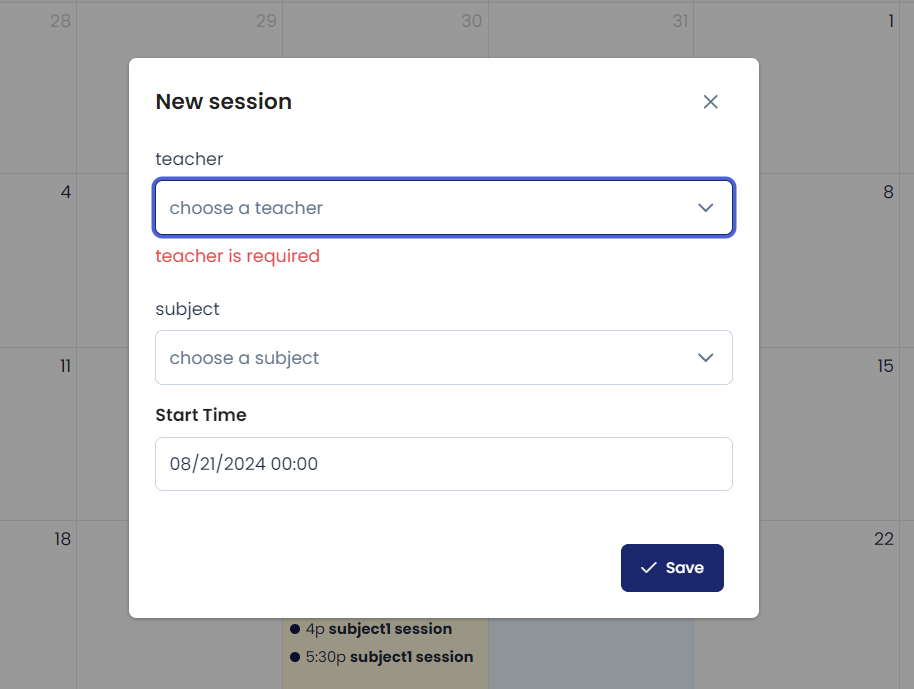 28 29 30 31 1
New session
teacher
4 choose a teacher 8
teacher is required
subject
11 choose a subject 15
Start Time
08/21/2024 00:00
18 22
Save
4p subject1 session
5:30p subject1 session